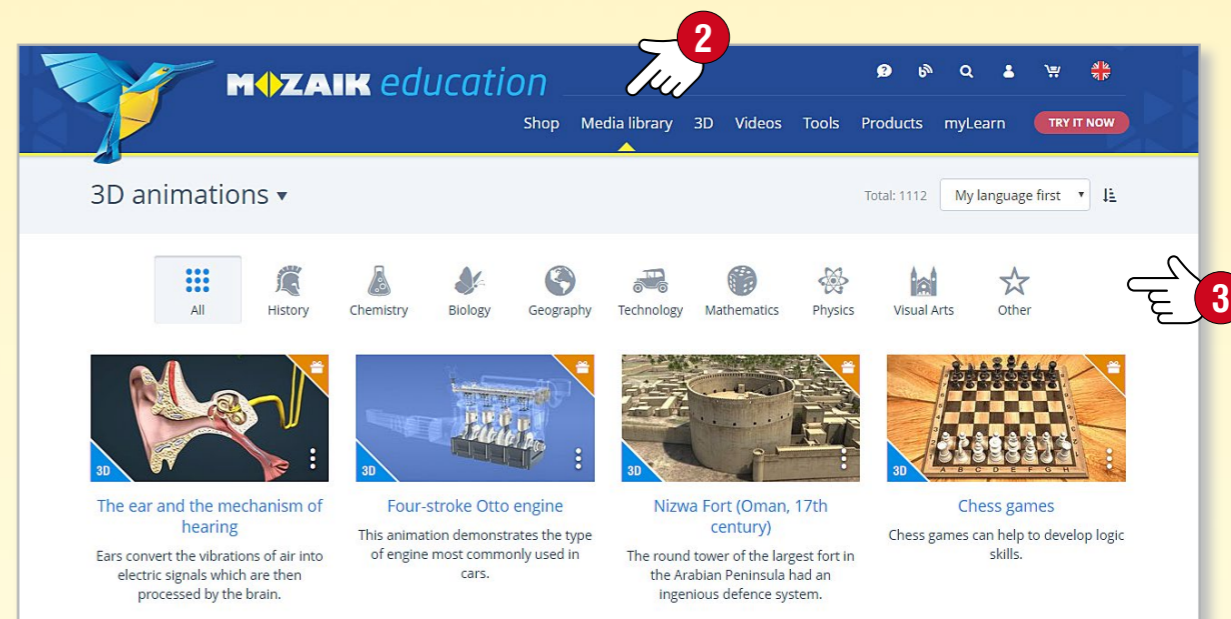 2
MOZAIK education
Shop Media library 3D Videos Tools Products myLearn TRY IT NOW
3D animations
Total: 1112 My language first
3
All History Chemistry Biology Geography Technology Mathematics Physics Visual Arts Other
3D 3D 3D 3D
A B C D E F G H
The ear and the mechanism of
hearing
Ears convert the vibrations of air into
electric signals which are then
processed by the brain.
Four-stroke Otto engine
This animation demonstrates the type
of engine most commonly used in
cars.
Nizwa Fort (Oman, 17th
century)
The round tower of the largest fort in
the Arabian Peninsula had an
ingenious defence system.
Chess games
Chess games can help to develop logic
skills.